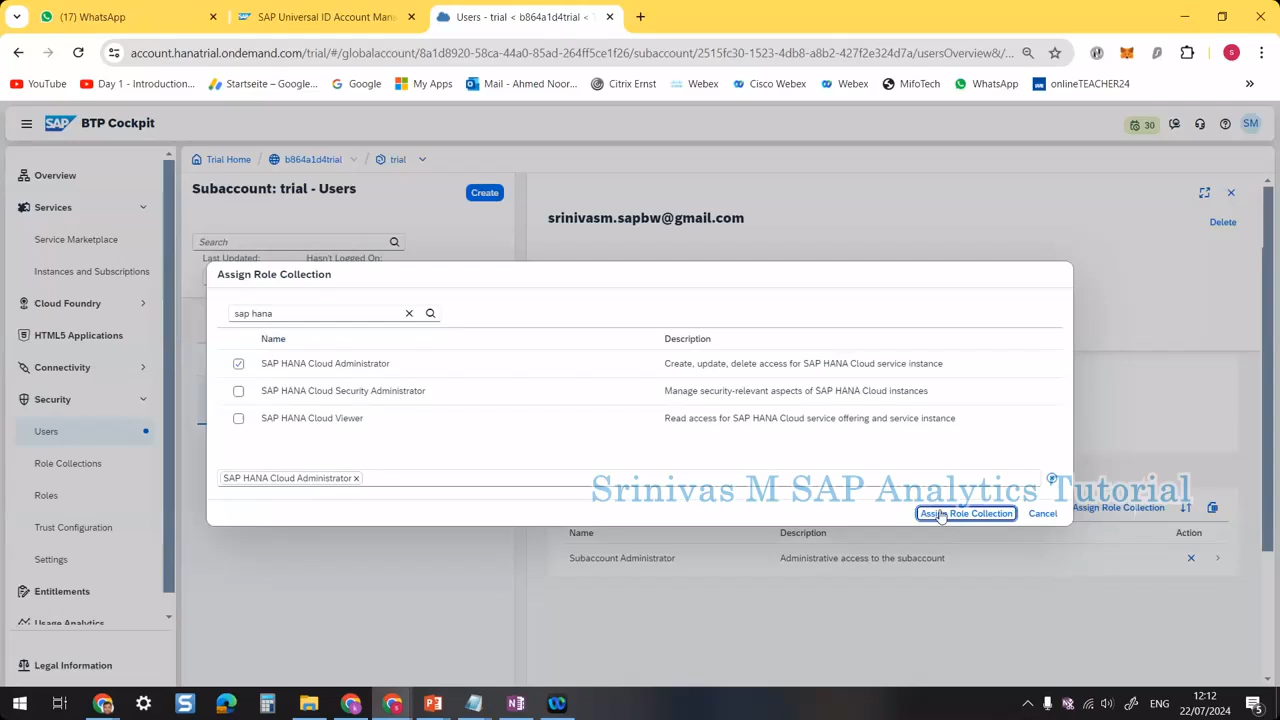 (17) WhatsApp
SAP Universal ID Account Man
Users - trial < b864a1d4trial < T
account.hanatrial.ondemand.com/trial/#/globalaccount/8a1d8920-59ca-44a0-85ad-264ff5ce1f26/subaccount/2515fc30-1523-4db8-a8b2-427f2e324d7a/usersOverview&/...
S
YouTube
Day 1 - Introduction...
Startseite – Google...
Google
My Apps
Mail - Ahmed Noor...
Citrix Ernst
Webex
Cisco Webex
Webex
MifoTech
WhatsApp
onlineTEACHER24
SAP BTP Cockpit
30
SM
Overview
Services
Service Marketplace
Instances and Subscriptions
Cloud Foundry
HTML5 Applications
Connectivity
Security
Users
Role Collections
Roles
Trust Configuration
Settings
Entitlements
Usage Analytics
Legal Information
Trial Home / b864a1d4trial / trial
Subaccount: trial - Users
Create
Search
Last Updated: Hasn't Logged On:
srinivasm.sapbw@gmail.com
Delete
Assign Role Collection
sap hana
Name Description
SAP HANA Cloud Administrator Create, update, delete access for SAP HANA Cloud service instance
SAP HANA Cloud Security Administrator Manage security-relevant aspects of SAP HANA Cloud instances
SAP HANA Cloud Viewer Read access for SAP HANA Cloud service offering and service instance
SAP HANA Cloud Administrator
Srinivas M SAP Analytics Tutorial
Assign Role Collection Cancel
Assign Role Collection
Name Description Action
Subaccount Administrator Administrative access to the subaccount
ENG
12:12
22/07/2024
5